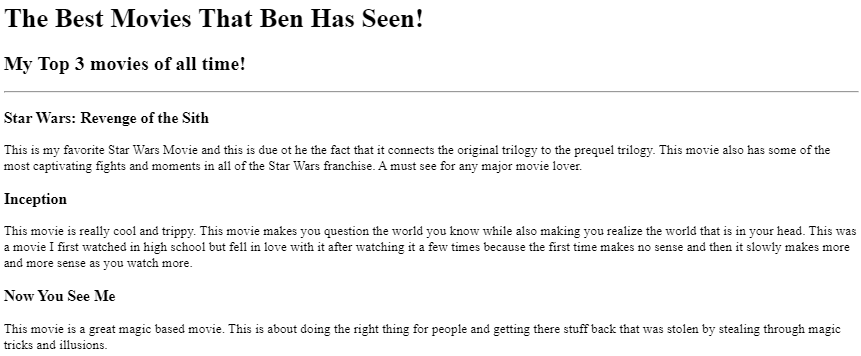 The Best Movies That Ben Has Seen!
My Top 3 movies of all time!
Star Wars: Revenge of the Sith
This is my favorite Star Wars Movie and this is due ot he the fact that it connects the original trilogy to the prequel trilogy. This movie also has some of the
most captivating fights and moments in all of the Star Wars franchise. A must see for any major movie lover.
Inception
This movie is really cool and trippy. This movie makes you question the world you know while also making you realize the world that is in your head. This was
a movie I first watched in high school but fell in love with it after watching it a few times because the first time makes no sense and then it slowly makes more
and more sense as you watch more.
Now You See Me
This movie is a great magic based movie. This is about doing the right thing for people and getting there stuff back that was stolen by stealing through magic
tricks and illusions.